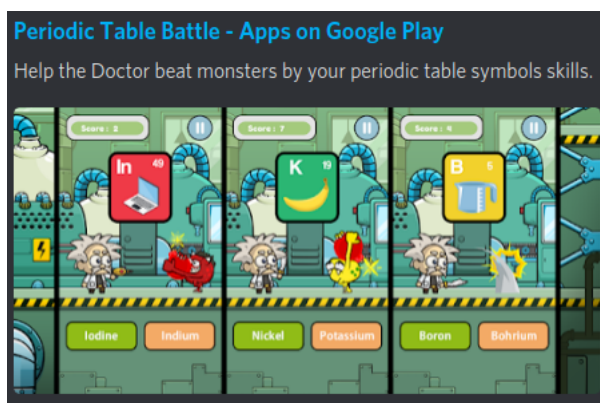 Periodic Table Battle - Apps on Google Play
Help the Doctor beat monsters by your periodic table symbols skills.
Score : 2
In 49
Iodine Indium
Score : 7
K 19
Nickel Potassium
Score : 4
B 5
Boron Bohrium